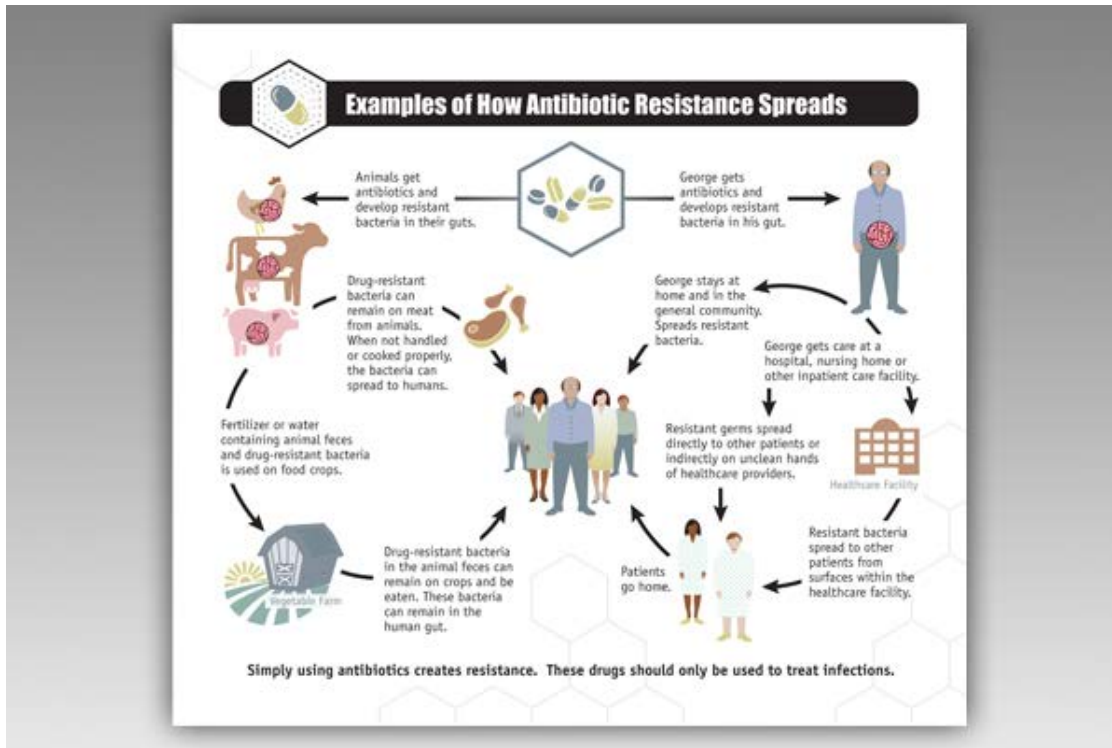 Examples of How Antibiotic Resistance Spreads
Animals get
antibiotics and
develop resistant
bacteria in their guts.
George gets
antibiotics and
develops resistant
bacteria in his gut.
Drug-resistant
bacteria can
remain on meat
from animals.
When not handled
or cooked properly,
the bacteria can
spread to humans.
George stays at
home and in the
general community.
Spreads resistant
bacteria.
George gets care at a
hospital, nursing home or
other inpatient care facility.
Fertilizer or water
containing animal feces
and drug-resistant bacteria
is used on food crops.
Resistant germs spread
directly to other patients or
indirectly on unclean hands
of healthcare providers.
Healthcare Facility
Vegetable Farm
Drug-resistant bacteria
in the animal feces can
remain on crops and be
eaten. These bacteria
can remain in the
human gut.
Patients
go home.
Resistant bacteria
spread to other
patients from
surfaces within the
healthcare facility.
Simply using antibiotics creates resistance. These drugs should only be used to treat infections.